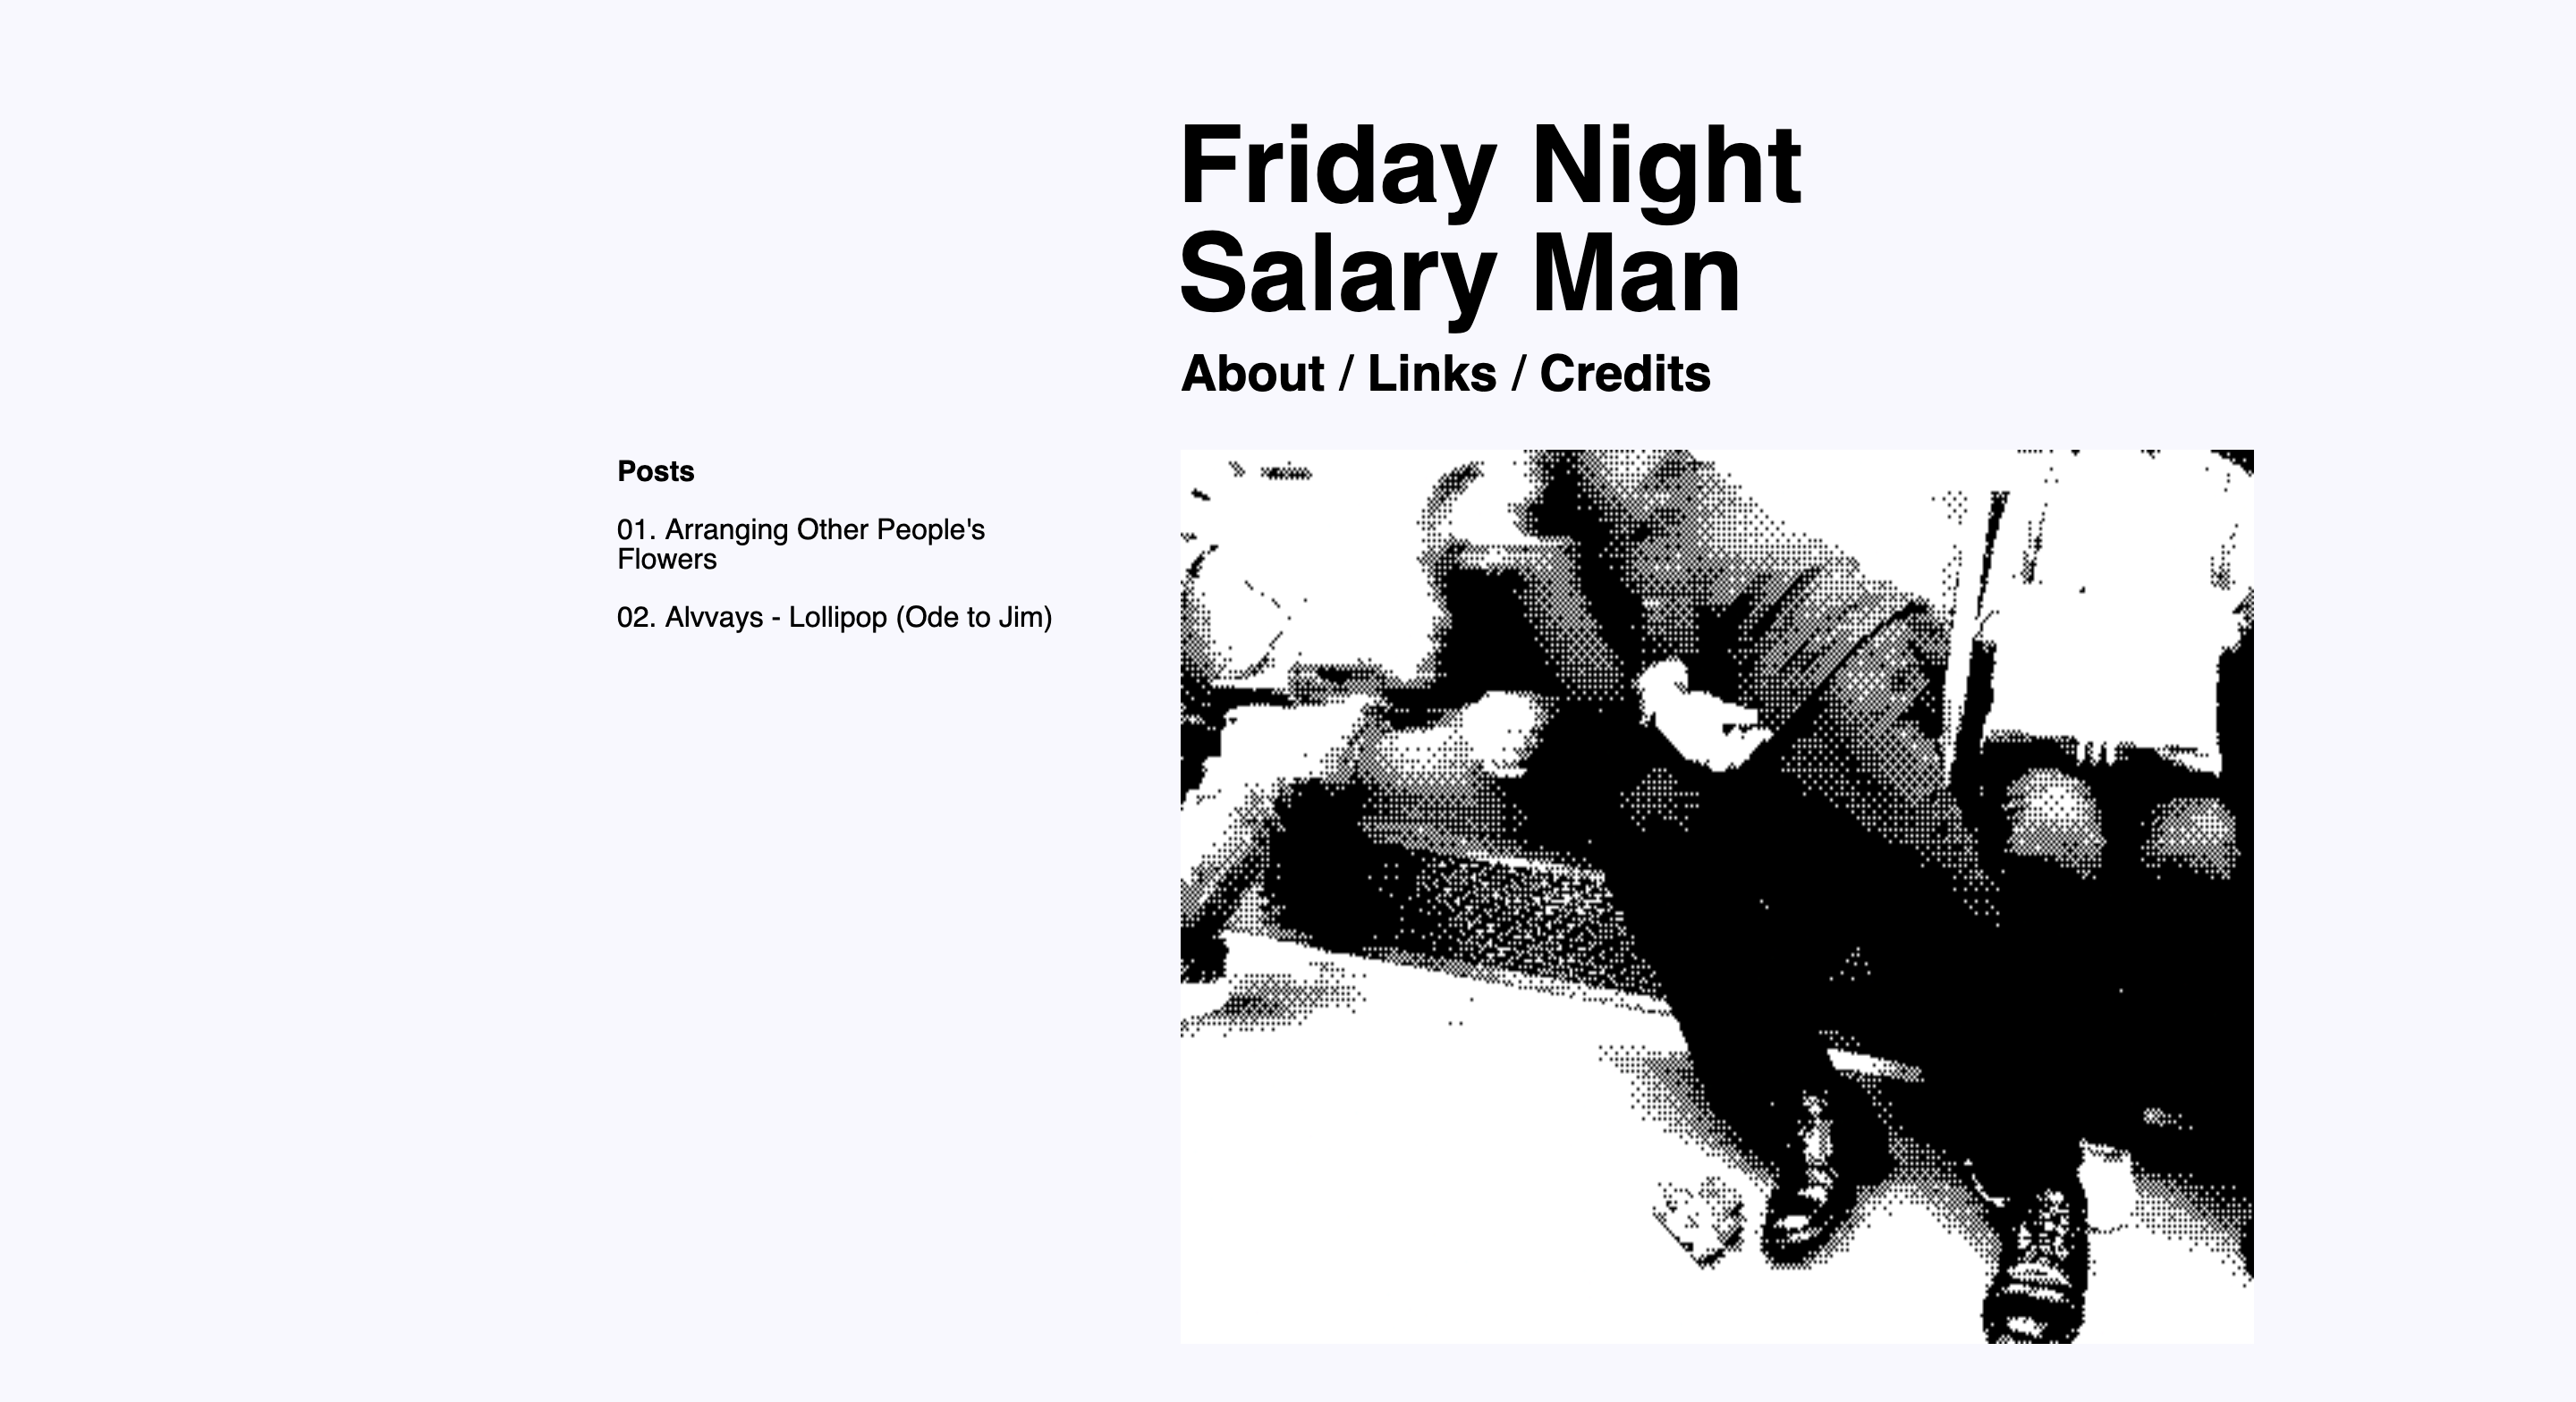 Friday Night
Salary Man
About / Links / Credits
Posts
01. Arranging Other People's
Flowers
02. Alvvays - Lollipop (Ode to Jim)